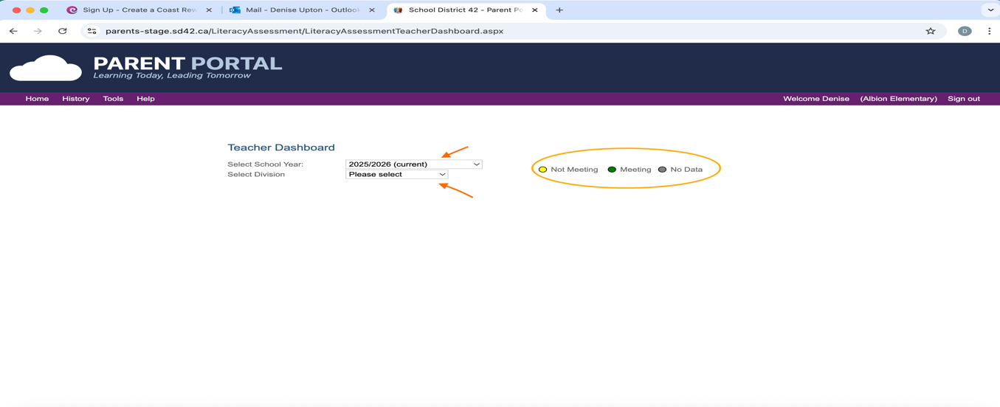 Sign Up - Create a Coast Rew
Mail - Denise Upton - Outlook
School District 42 - Parent Po
parents-stage.sd42.ca/LiteracyAssessment/LiteracyAssessmentTeacherDashboard.aspx
D
PARENT PORTAL
Learning Today, Leading Tomorrow
Home History Tools Help Welcome Denise (Albion Elementary) Sign out
Teacher Dashboard
Select School Year: 2025/2026 (current)
Not Meeting Meeting No Data
Select Division Please select